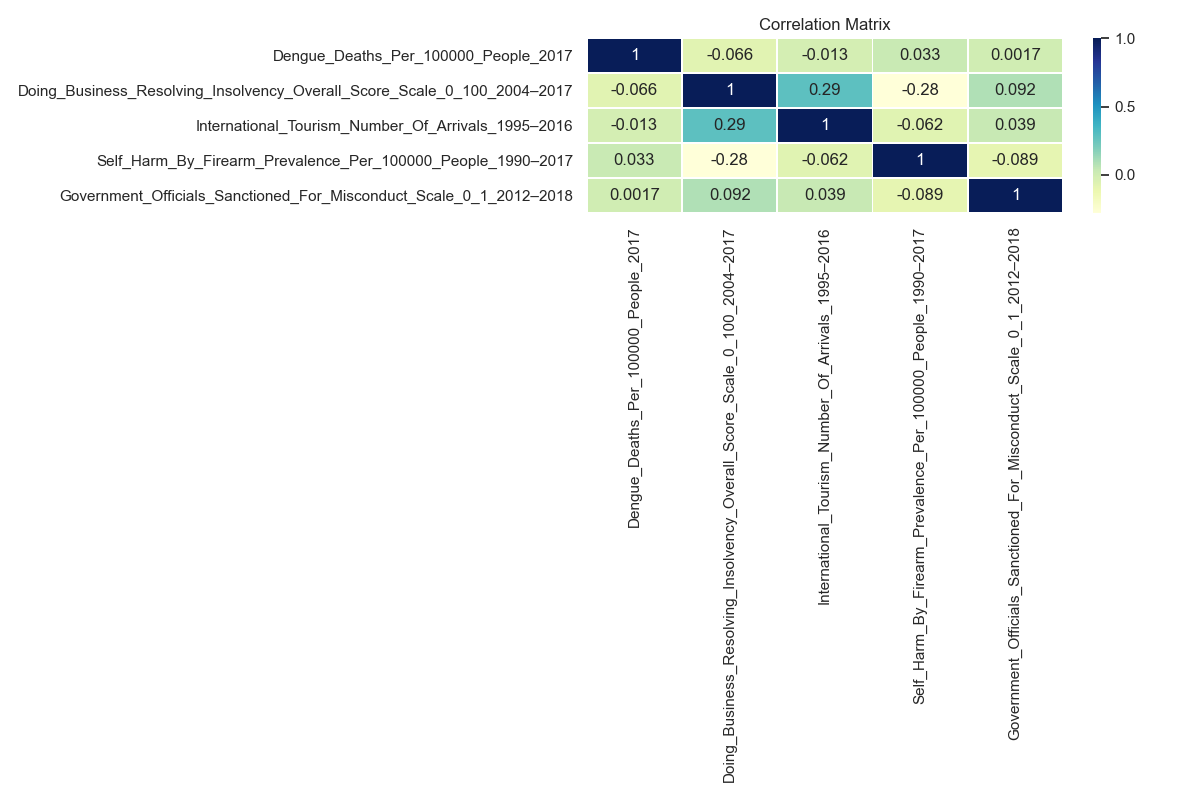 Correlation Matrix
Dengue_Deaths_Per_100000_People_2017 1 -0.066 -0.013 0.033 0.0017
Doing_Business_Resolving_Insolvency_Overall_Score_Scale_0_100_2004–2017 -0.066 1 0.29 -0.28 0.092
International_Tourism_Number_Of_Arrivals_1995–2016 -0.013 0.29 1 -0.062 0.039
Self_Harm_By_Firearm_Prevalence_Per_100000_People_1990–2017 0.033 -0.28 -0.062 1 -0.089
Government_Officials_Sanctioned_For_Misconduct_Scale_0_1_2012–2018 0.0017 0.092 0.039 -0.089 1
Dengue_Deaths_Per_100000_People_2017
Doing_Business_Resolving_Insolvency_Overall_Score_Scale_0_100_2004–2017
International_Tourism_Number_Of_Arrivals_1995–2016
Self_Harm_By_Firearm_Prevalence_Per_100000_People_1990–2017
Government_Officials_Sanctioned_For_Misconduct_Scale_0_1_2012–2018
1.0
0.5
0.0